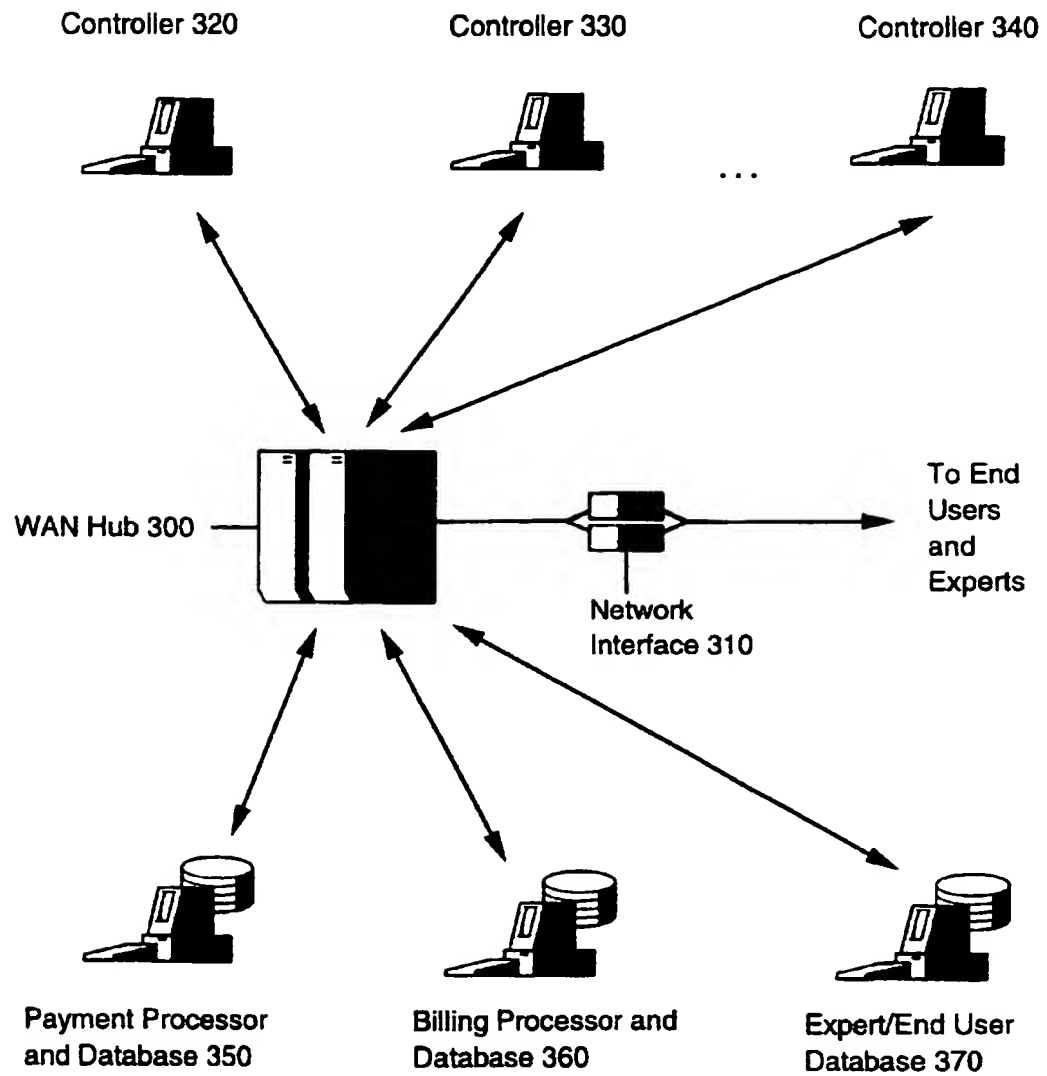 Controller 320
Controller 330
Controller 340
...
WAN Hub 300
To End
Users
and
Experts
Network
Interface 310
Payment Processor
and Database 350
Billing Processor and
Database 360
Expert/End User
Database 370